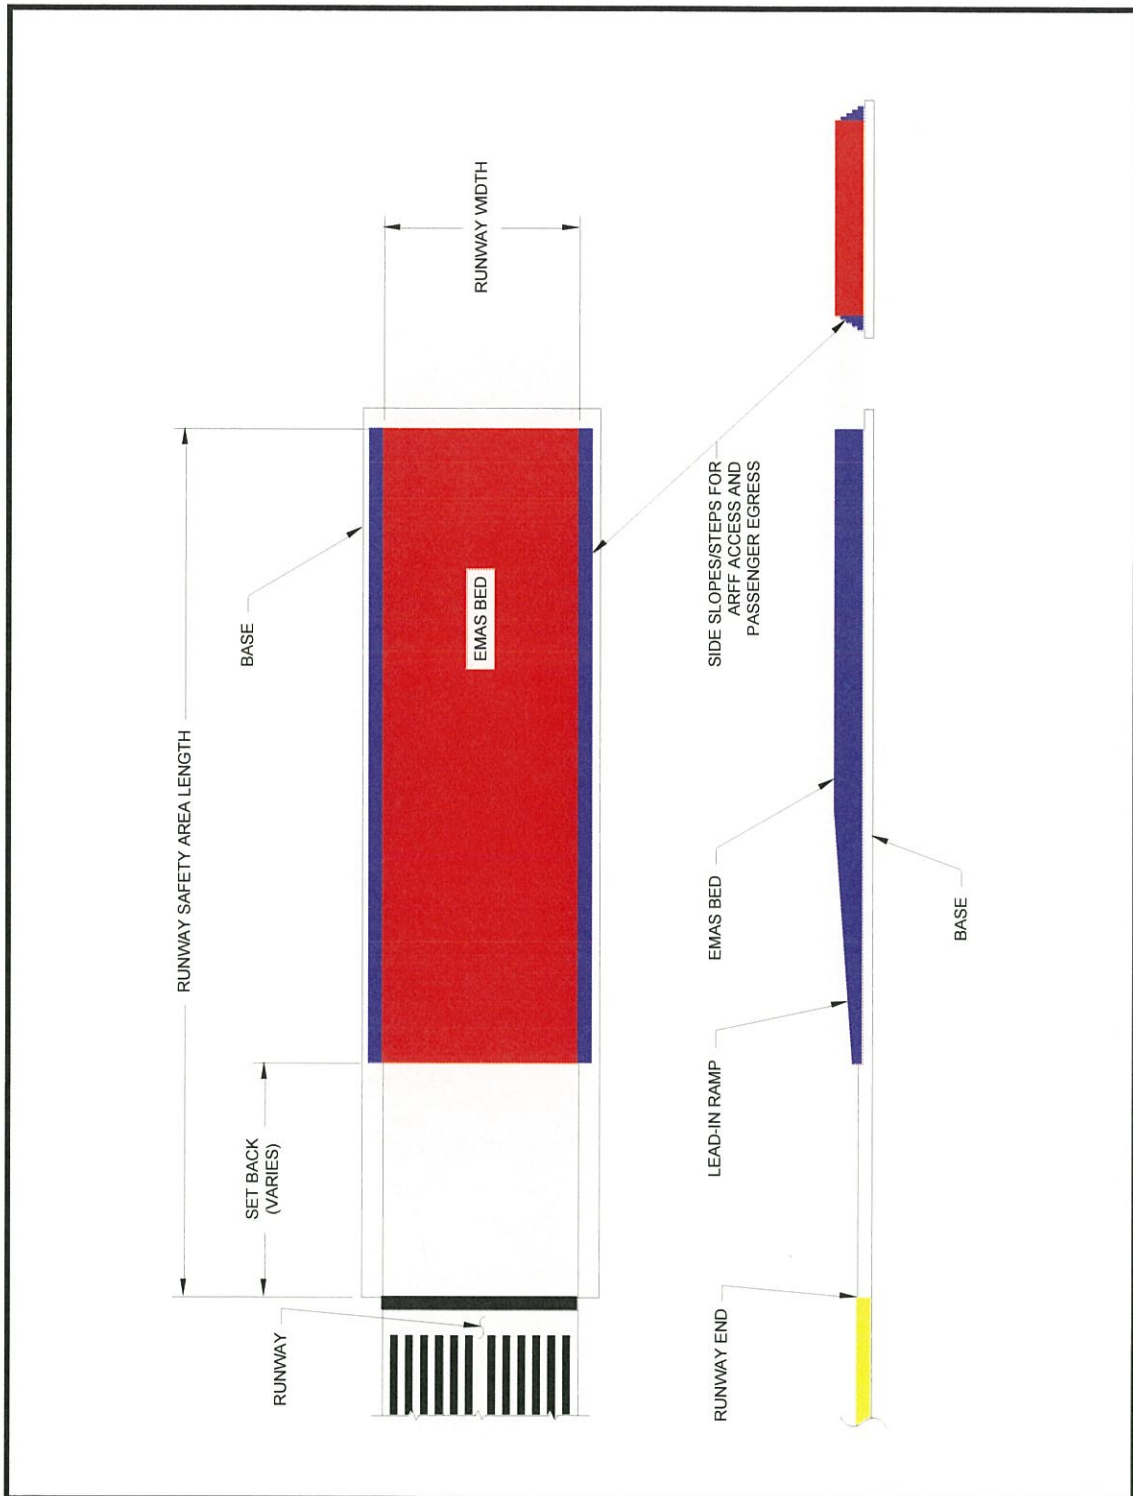 RUNWAY SAFETY AREA LENGTH
SET BACK
(VARIES)
BASE
RUNWAY
EMAS BED
RUNWAY WIDTH
SIDE SLOPES/STEPS FOR
ARFF ACCESS AND
PASSENGER EGRESS
RUNWAY END
LEAD-IN RAMP
EMAS BED
BASE